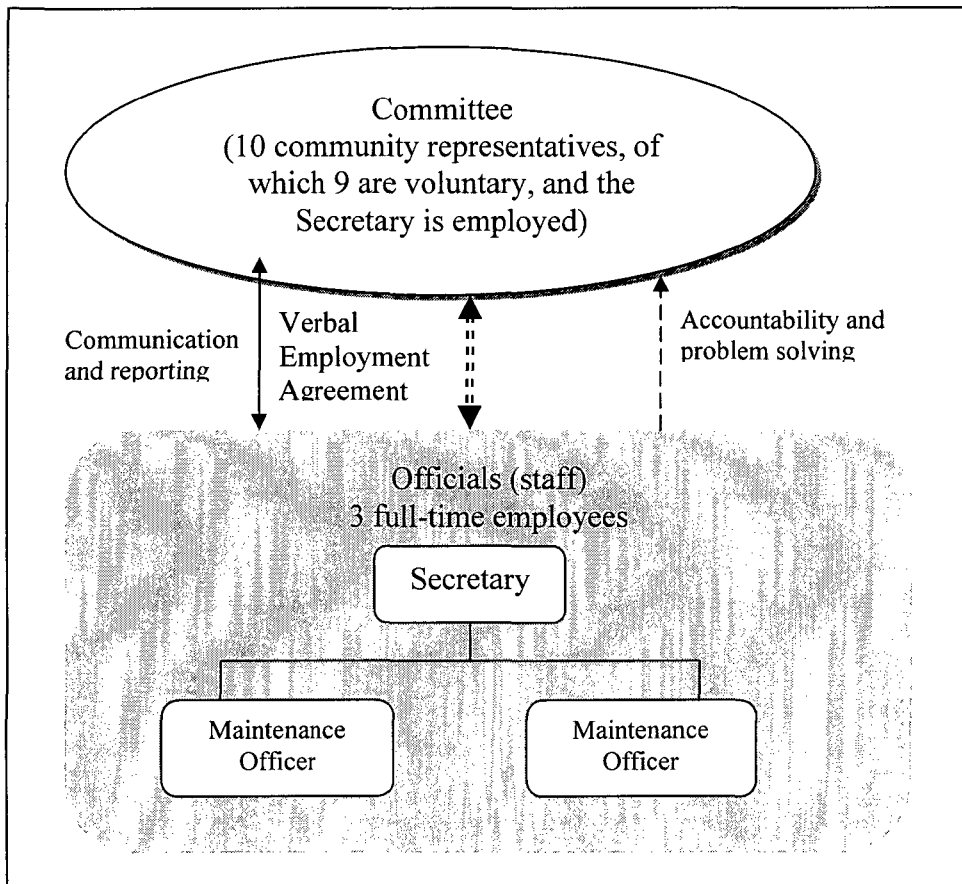 Committee
(10 community representatives, of
which 9 are voluntary, and the
Secretary is employed)
Communication
and reporting
Verbal
Employment
Agreement
Accountability and
problem solving
Officials (staff)
3 full-time employees
Secretary
Maintenance
Officer
Maintenance
Officer